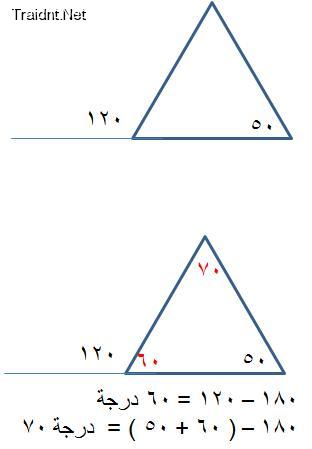 Traidnt.Net
١٢٠
٥٠
٧٠
١٢٠
٦٠
٥٠
١٨٠ – ١٢٠ = ٦٠ درجة
١٨٠ – ( ٦٠ + ٥٠ ) = ٧٠ درجة